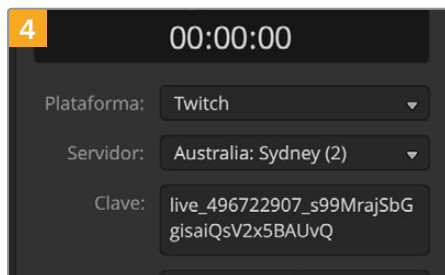 4
00:00:00
Plataforma: Twitch
Servidor: Australia: Sydney (2)
Clave: live_496722907_s99MrajSbG
gisaiQsV2x5BAUvQ